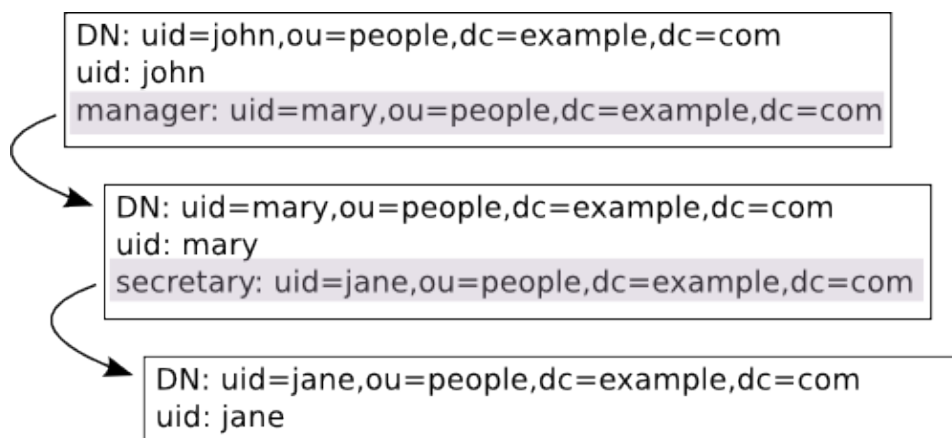 DN: uid=john,ou=people,dc=example,dc=com
uid: john
manager: uid=mary,ou=people,dc=example,dc=com
DN: uid=mary,ou=people,dc=example,dc=com
uid: mary
secretary: uid=jane,ou=people,dc=example,dc=com
DN: uid=jane,ou=people,dc=example,dc=com
uid: jane